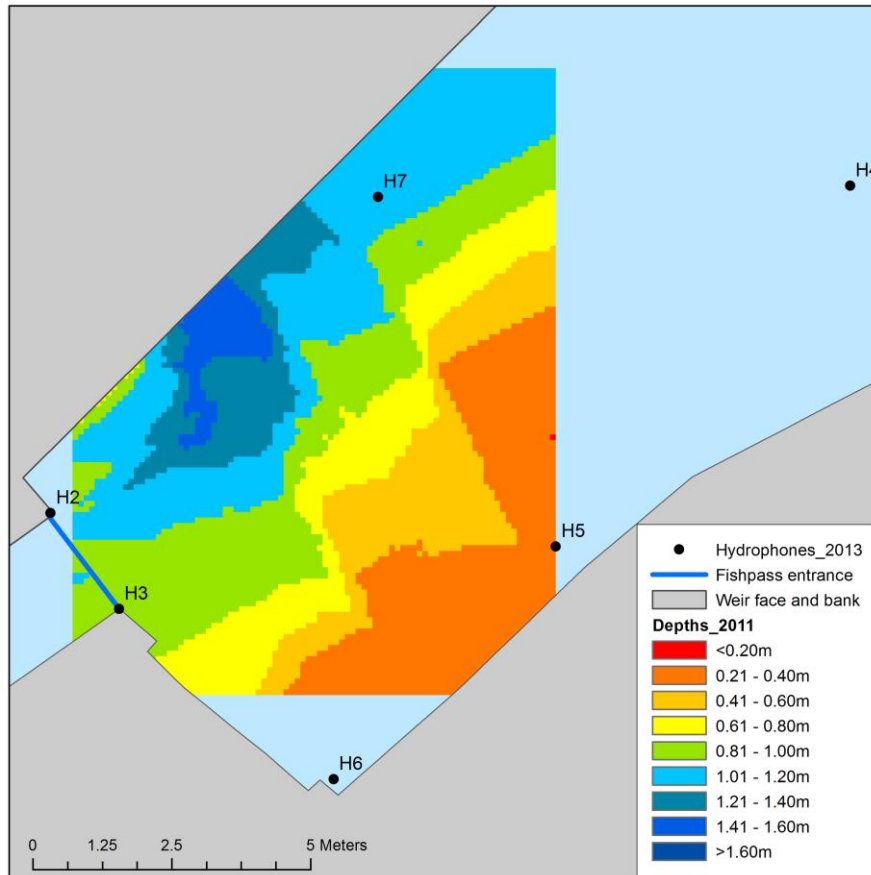 H7
H4
H2
H3
H5
H6
Hydrophones_2013
Fishpass entrance
Weir face and bank
Depths_2011
<0.20m
0.21 - 0.40m
0.41 - 0.60m
0.61 - 0.80m
0.81 - 1.00m
1.01 - 1.20m
1.21 - 1.40m
1.41 - 1.60m
>1.60m
0 1.25 2.5 5 Meters